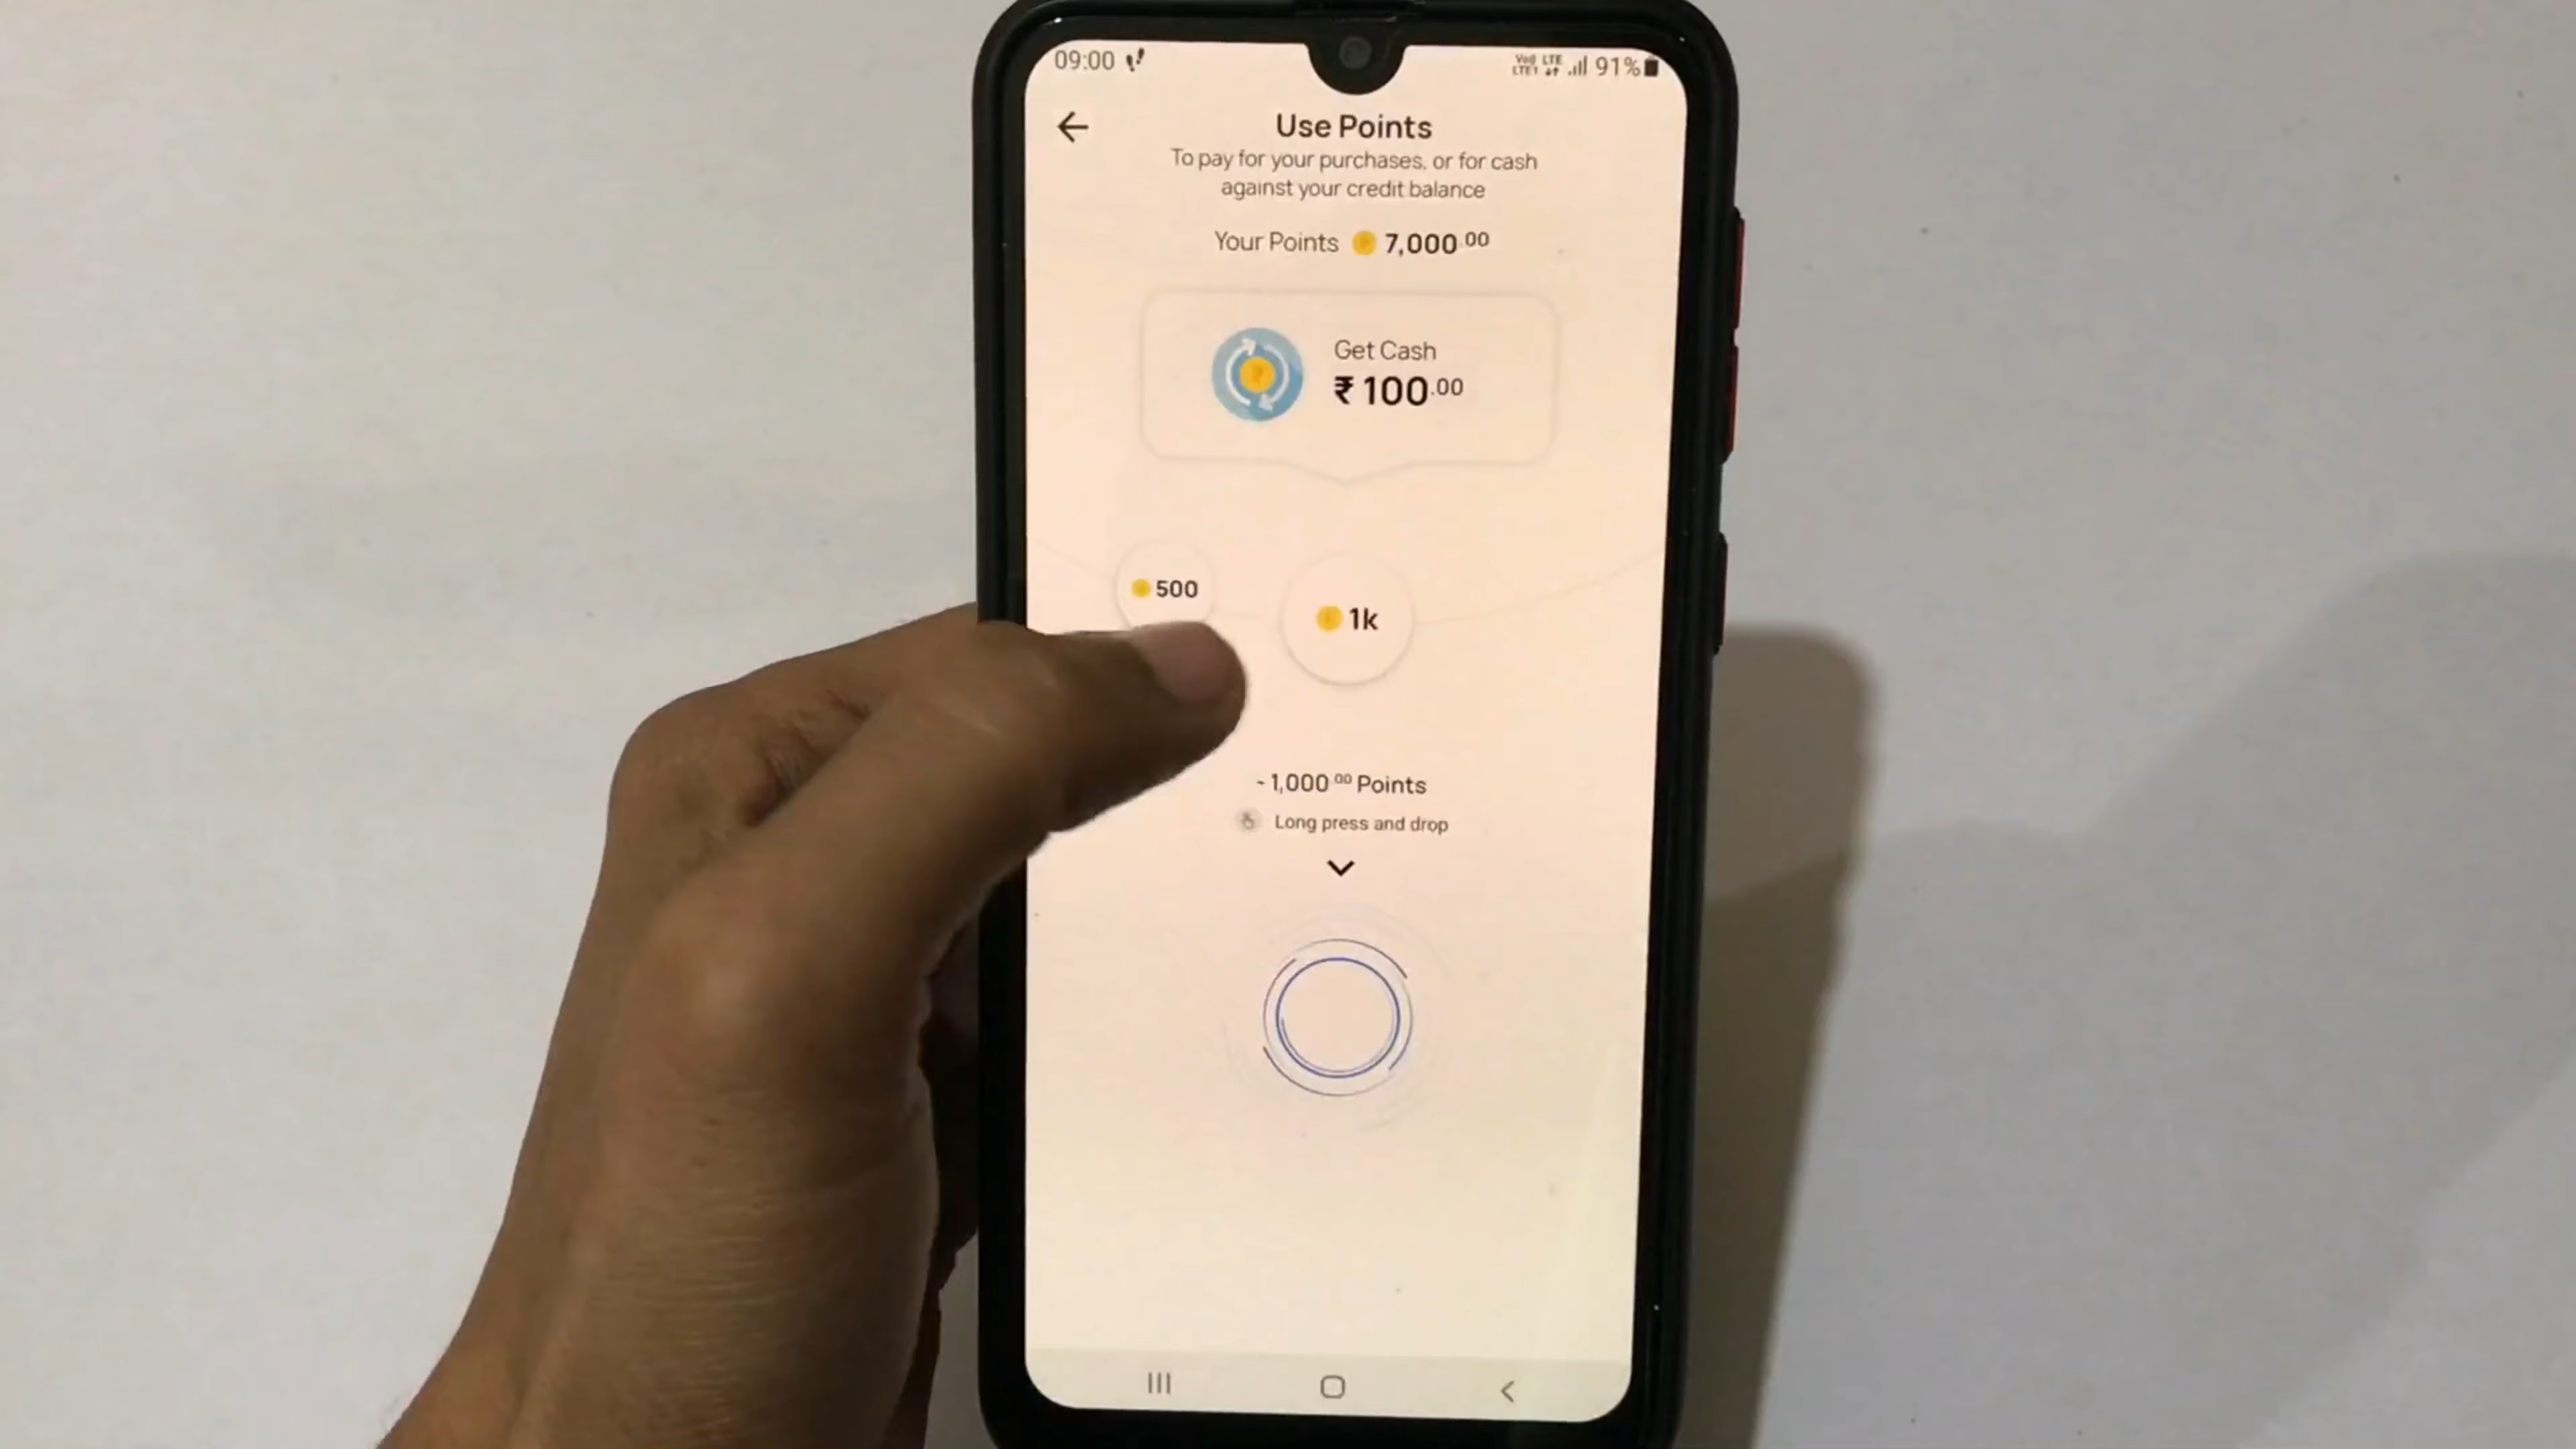 09:00 91%
Use Points
To pay for your purchases, or for cash
against your credit balance
Your Points 7,000.00
Get Cash
₹100.00
500
1k
-1,000 00 Points
Long press and drop